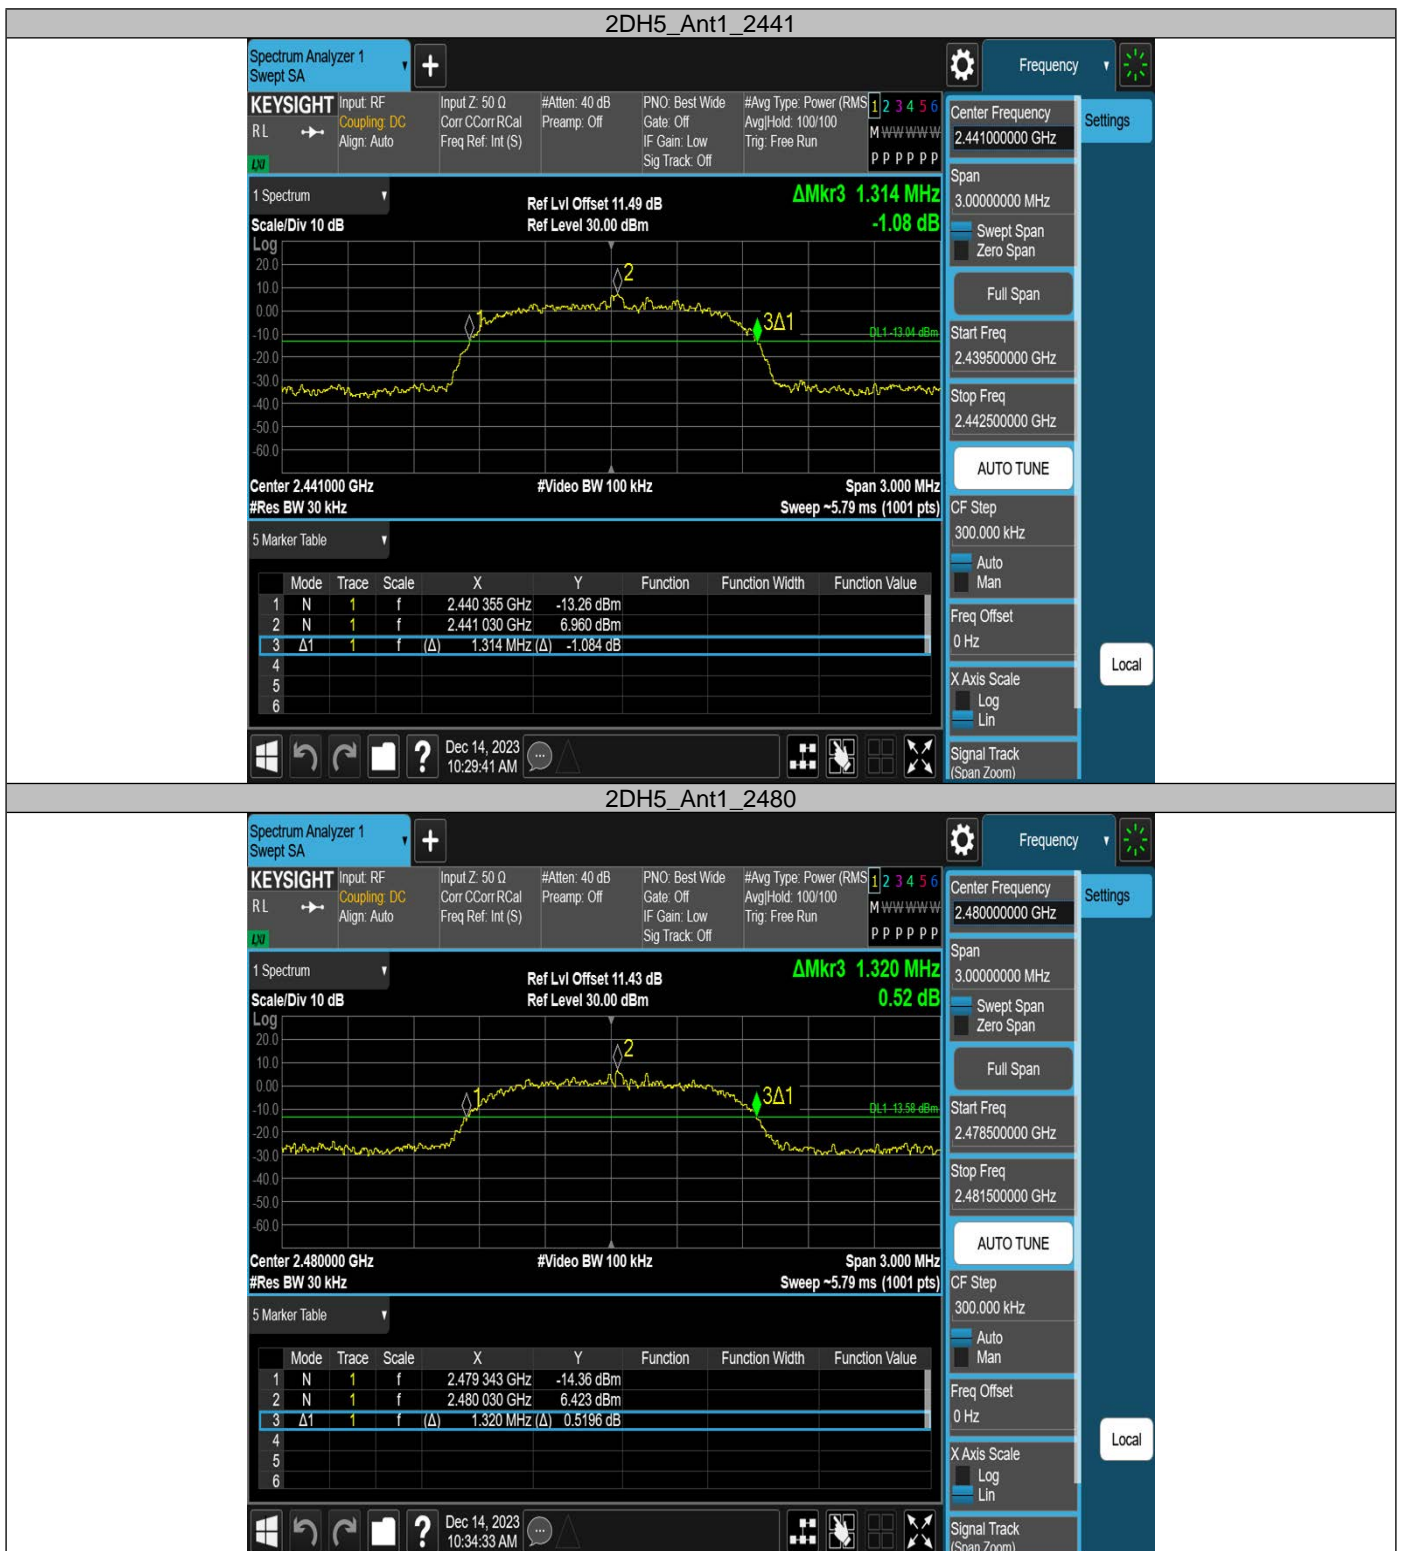 2DH5_Ant1_2441
Spectrum Analyzer 1
Swept SA
+
Frequency
KEYSIGHT
RL
LXI
Input: RF
Coupling: DC
Align: Auto
Input Z: 50 Ω
Corr CCorr RCal
Freq Ref: Int (S)
#Atten: 40 dB
Preamp: Off
PNO: Best Wide
Gate: Off
IF Gain: Low
Sig Track: Off
#Avg Type: Power (RMS
Avg|Hold: 100/100
Trig: Free Run
1 2 3 4 5 6
M W W W W W
P P P P P P
Center Frequency
2.441000000 GHz
Settings
Span
3.00000000 MHz
Swept Span
Zero Span
Full Span
Start Freq
2.439500000 GHz
Stop Freq
2.442500000 GHz
AUTO TUNE
CF Step
300.000 kHz
Auto
Man
Freq Offset
0 Hz
X Axis Scale
Log
Lin
Signal Track
(Span Zoom)
Local
1 Spectrum
Scale/Div 10 dB
Ref Lvl Offset 11.49 dB
Ref Level 30.00 dBm
ΔMkr3 1.314 MHz
-1.08 dB
Log
20.0
10.0
0.00
-10.0
-20.0
-30.0
-40.0
-50.0
-60.0
1
2
3Δ1
DL1 -13.04 dBm
Center 2.441000 GHz
#Video BW 100 kHz
Span 3.000 MHz
#Res BW 30 kHz
Sweep ~5.79 ms (1001 pts)
5 Marker Table
Mode Trace Scale X Y Function Function Width Function Value
1 N 1 f 2.440 355 GHz -13.26 dBm
2 N 1 f 2.441 030 GHz 6.960 dBm
3 Δ1 1 f (Δ) 1.314 MHz (Δ) -1.084 dB
4
5
6
?
Dec 14, 2023
10:29:41 AM
2DH5_Ant1_2480
Spectrum Analyzer 1
Swept SA
+
Frequency
KEYSIGHT
RL
LXI
Input: RF
Coupling: DC
Align: Auto
Input Z: 50 Ω
Corr CCorr RCal
Freq Ref: Int (S)
#Atten: 40 dB
Preamp: Off
PNO: Best Wide
Gate: Off
IF Gain: Low
Sig Track: Off
#Avg Type: Power (RMS
Avg|Hold: 100/100
Trig: Free Run
1 2 3 4 5 6
M W W W W W
P P P P P P
Center Frequency
2.480000000 GHz
Settings
Span
3.00000000 MHz
Swept Span
Zero Span
Full Span
Start Freq
2.478500000 GHz
Stop Freq
2.481500000 GHz
AUTO TUNE
CF Step
300.000 kHz
Auto
Man
Freq Offset
0 Hz
X Axis Scale
Log
Lin
Signal Track
(Span Zoom)
Local
1 Spectrum
Scale/Div 10 dB
Ref Lvl Offset 11.43 dB
Ref Level 30.00 dBm
ΔMkr3 1.320 MHz
0.52 dB
Log
20.0
10.0
0.00
-10.0
-20.0
-30.0
-40.0
-50.0
-60.0
1
2
3Δ1
DL1 -13.58 dBm
Center 2.480000 GHz
#Video BW 100 kHz
Span 3.000 MHz
#Res BW 30 kHz
Sweep ~5.79 ms (1001 pts)
5 Marker Table
Mode Trace Scale X Y Function Function Width Function Value
1 N 1 f 2.479 343 GHz -14.36 dBm
2 N 1 f 2.480 030 GHz 6.423 dBm
3 Δ1 1 f (Δ) 1.320 MHz (Δ) 0.5196 dB
4
5
6
?
Dec 14, 2023
10:34:33 AM